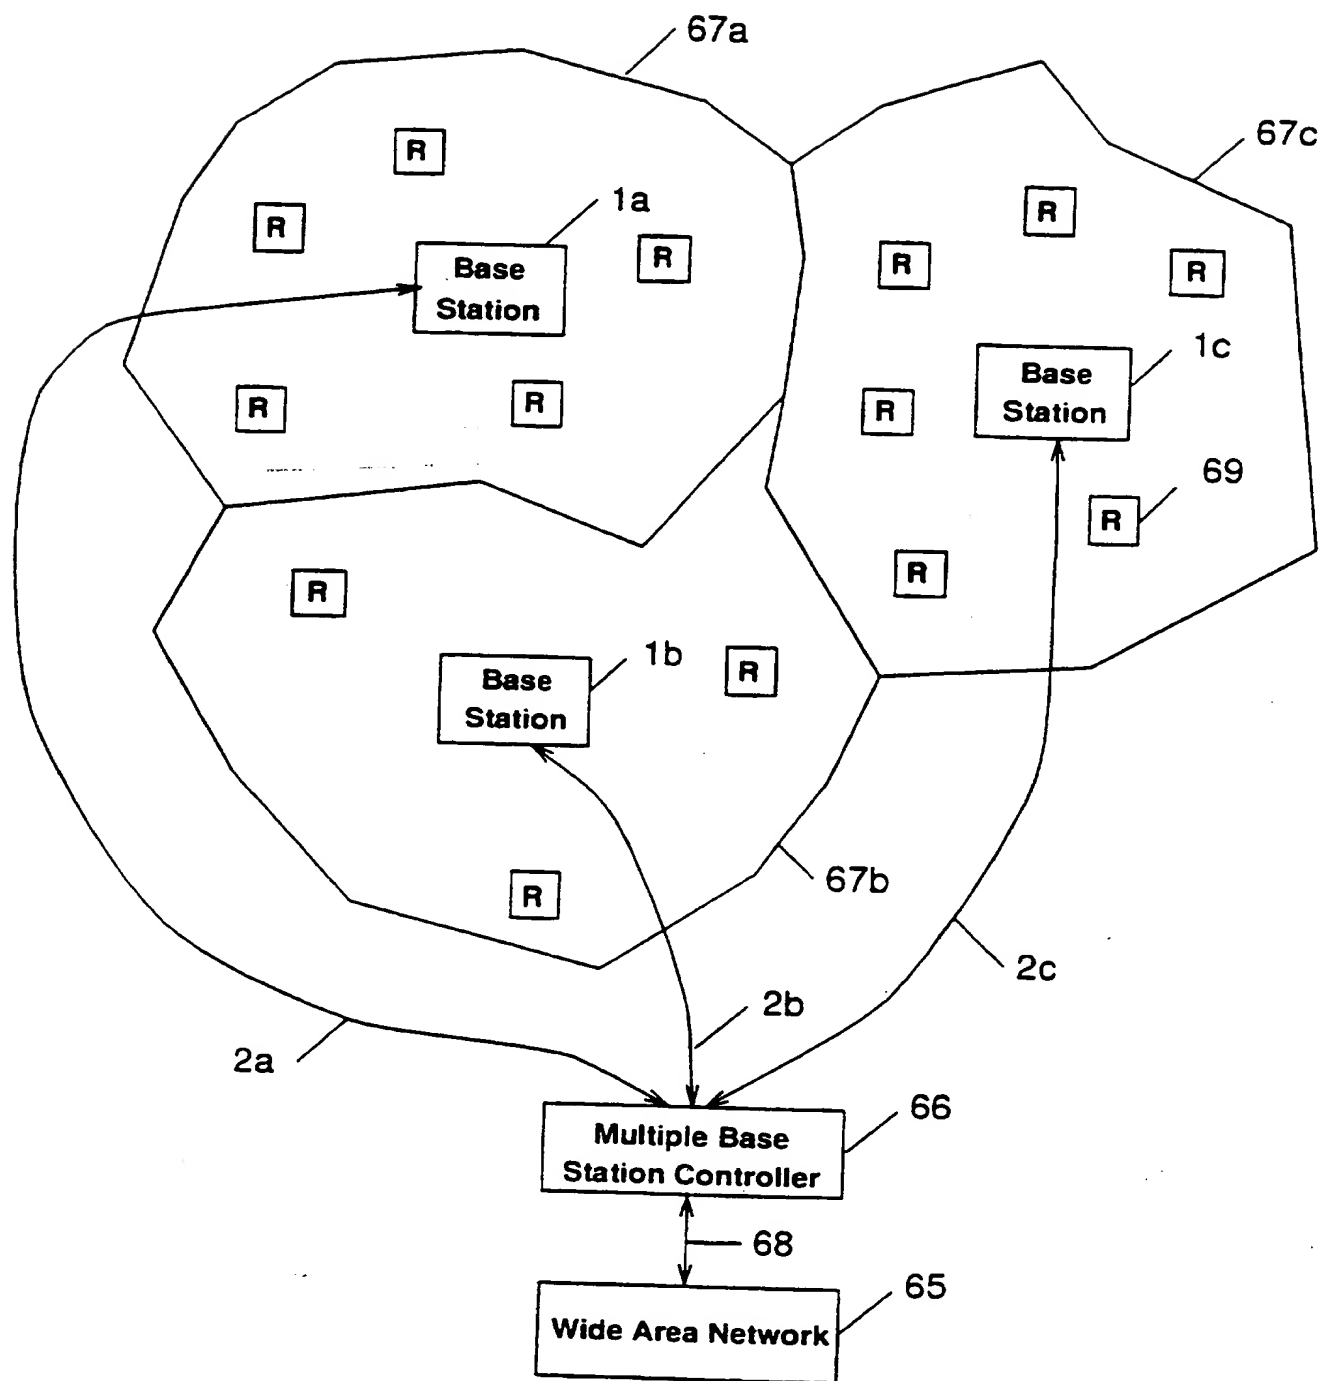 67a
67c
R
R
1a
R
R
R
R
Base
Station
R
1c
Base
Station
R
R
R
69
R
R
R
1b
R
Base
Station
67b
R
2c
2b
2a
66
Multiple Base
Station Controller
68
65
Wide Area Network